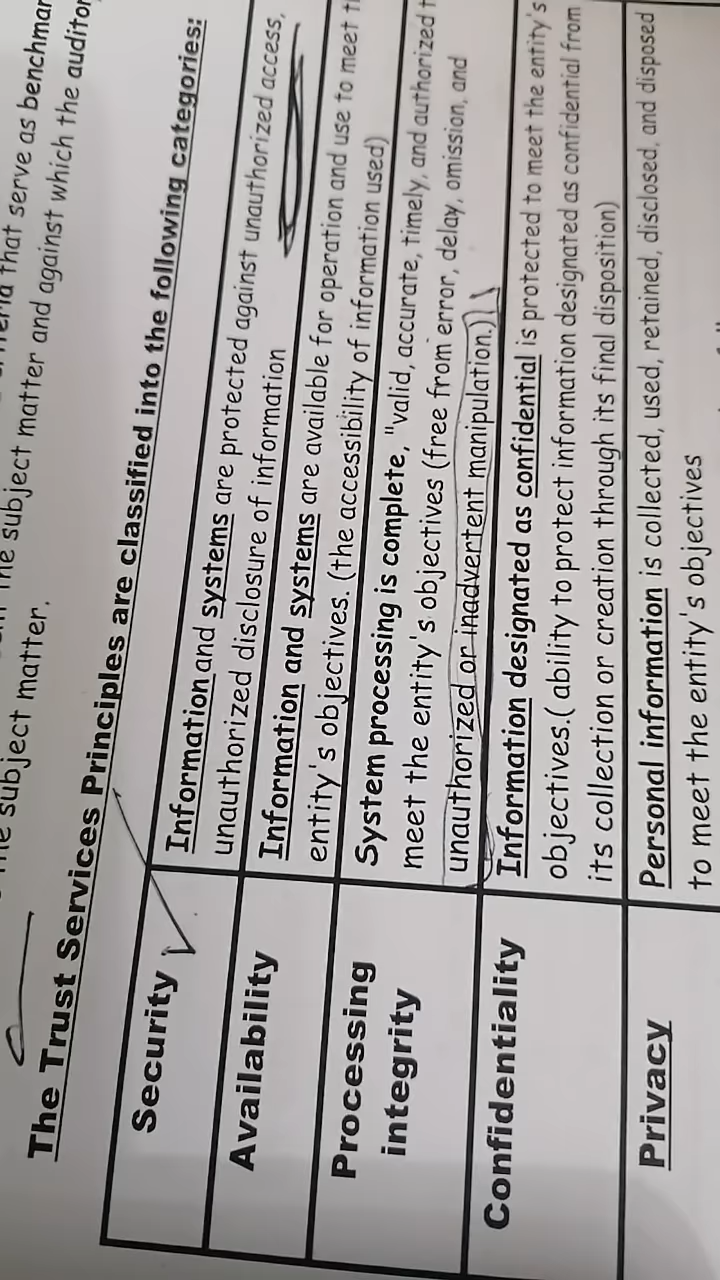 that serve as benchmar
the subject matter and against which the auditor
subject matter.
The Trust Services Principles are classified into the following categories:
Security
Information and systems are protected against unauthorized access,
unauthorized disclosure of information
Availability
Information and systems are available for operation and use to meet t
entity's objectives. (the accessibility of information used)
Processing
integrity
System processing is complete, "valid, accurate, timely, and authorized t
meet the entity's objectives (free from error, delay, omission, and
unauthorized or inadvertent manipulation.)
Confidentiality
Information designated as confidential is protected to meet the entity's
objectives.( ability to protect information designated as confidential from
its collection or creation through its final disposition)
Privacy
Personal information is collected, used, retained, disclosed, and disposed
to meet the entity's objectives